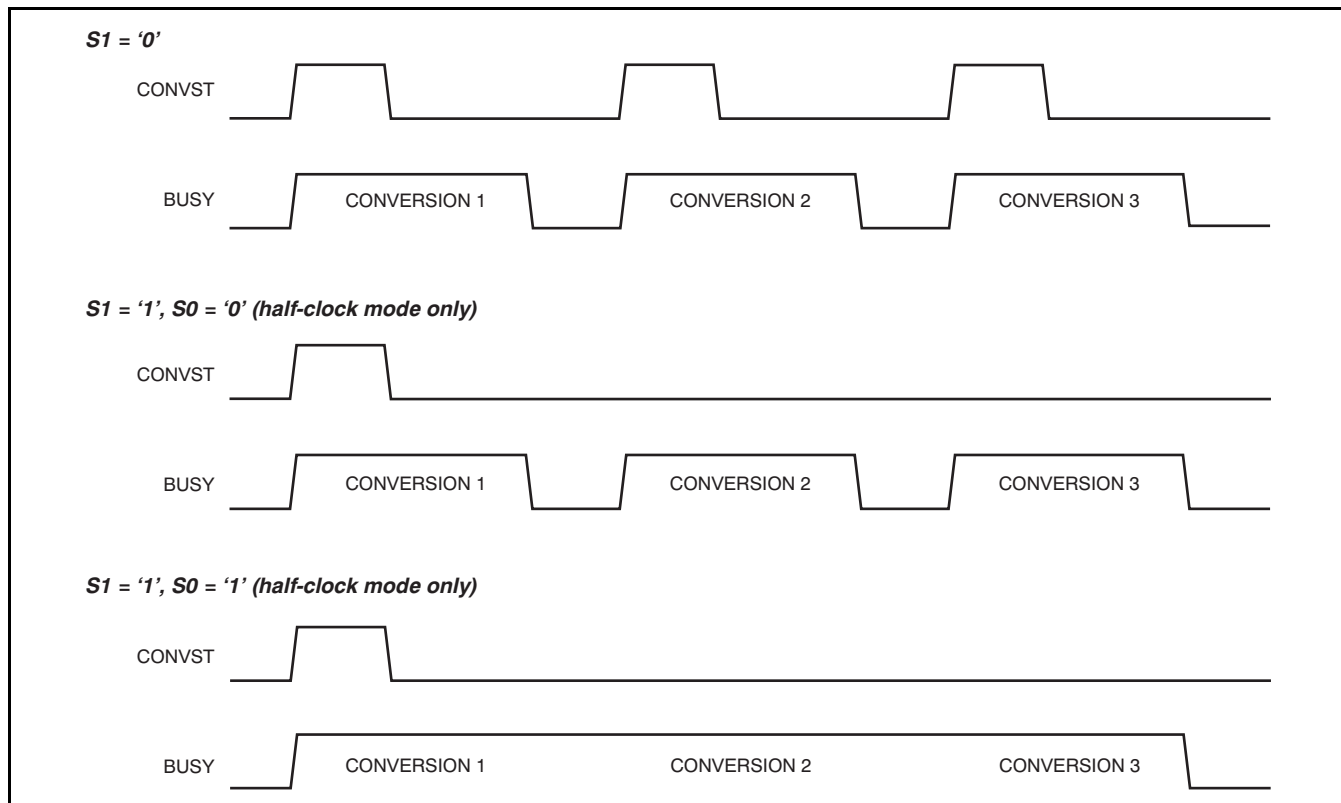 S1 = ‘0’
CONVST
BUSY CONVERSION 1 CONVERSION 2 CONVERSION 3
S1 = ‘1’, S0 = ‘0’ (half-clock mode only)
CONVST
BUSY CONVERSION 1 CONVERSION 2 CONVERSION 3
S1 = ‘1’, S0 = ‘1’ (half-clock mode only)
CONVST
BUSY CONVERSION 1 CONVERSION 2 CONVERSION 3